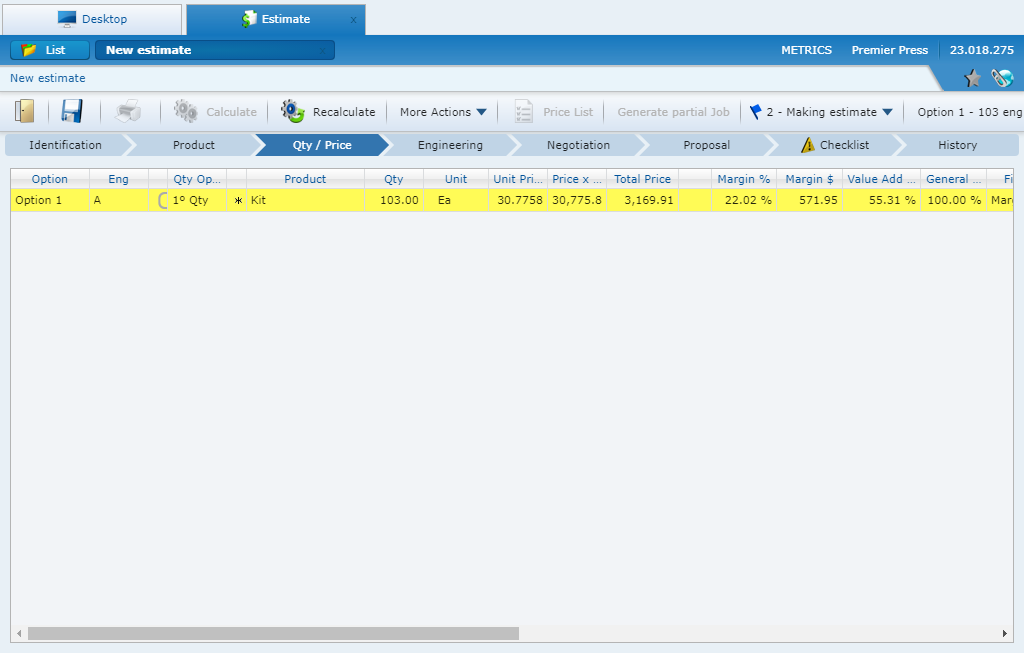 Desktop Estimate x
List New estimate x METRICS Premier Press 23.018.275
New estimate
Calculate Recalculate More Actions Price List Generate partial Job 2 - Making estimate Option 1 - 103 eng
Identification Product Qty / Price Engineering Negotiation Proposal Checklist History
Option Eng Qty Op... Product Qty Unit Unit Pri... Price x ... Total Price Margin % Margin $ Value Add ... General ... Fi
Option 1 A 1º Qty * Kit 103.00 Ea 30.7758 30,775.8 3,169.91 22.02 % 571.95 55.31 % 100.00 % Mar